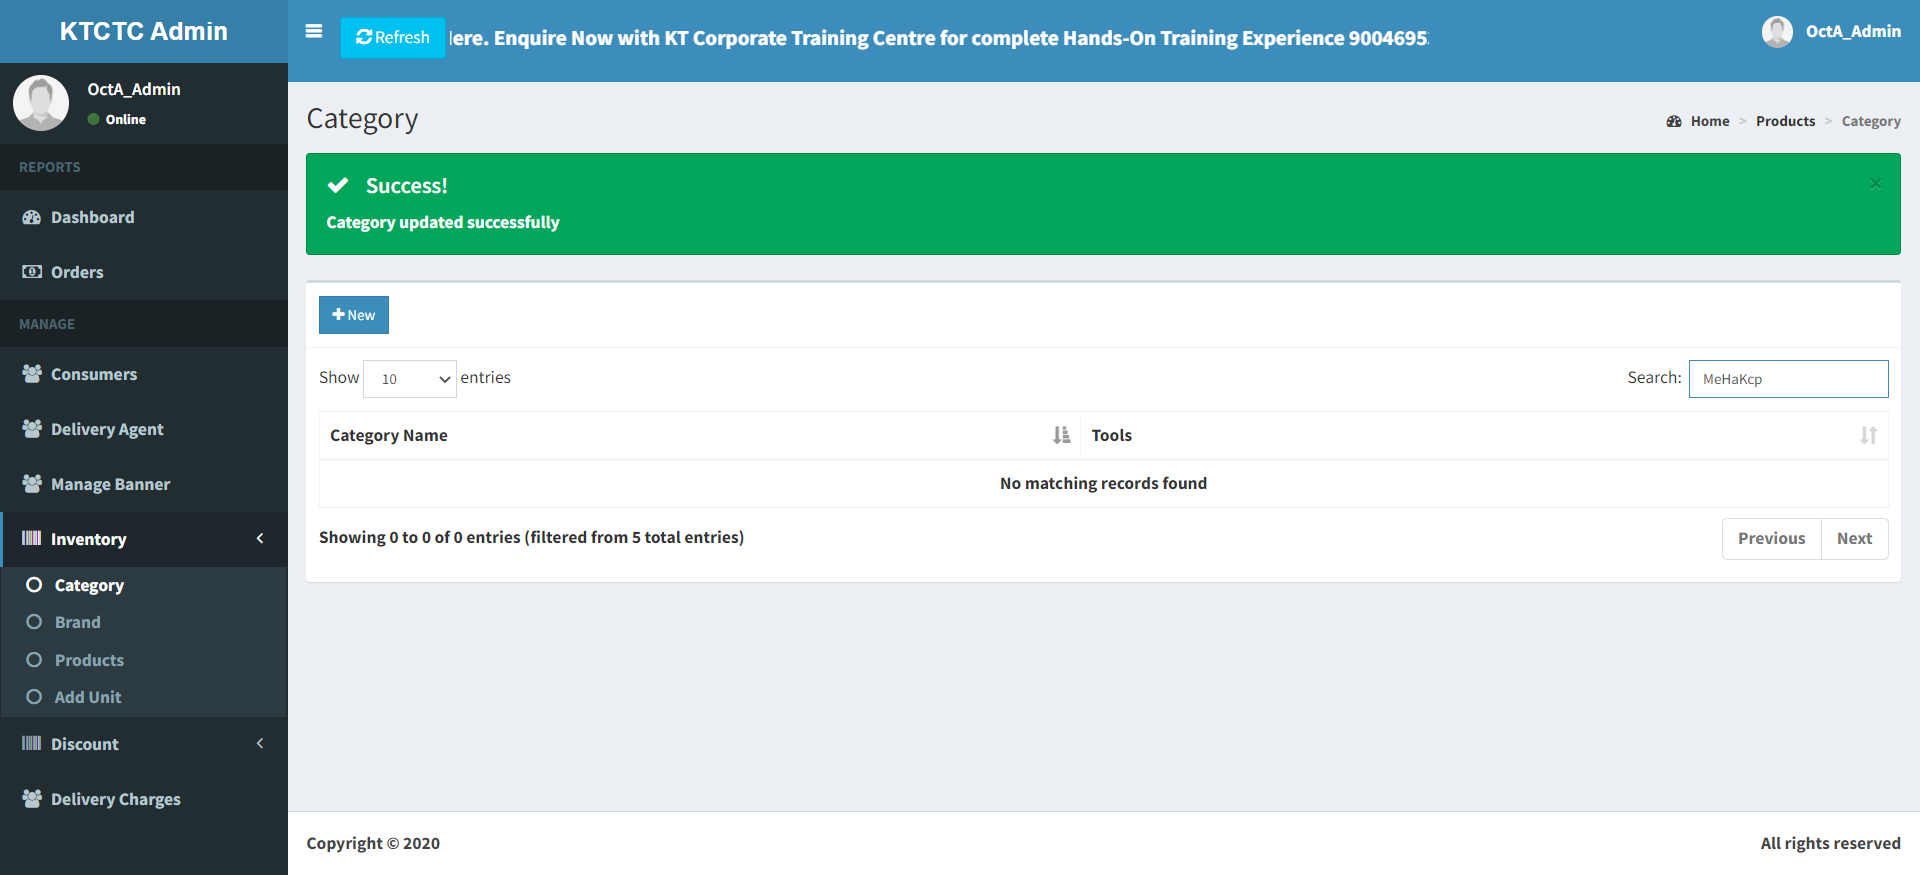 KTCTC Admin
Refresh
Here. Enquire Now with KT Corporate Training Centre for complete Hands-On Training Experience 9004695
OctA_Admin
OctA_Admin
Online
REPORTS
Dashboard
Orders
MANAGE
Consumers
Delivery Agent
Manage Banner
Inventory
Category
Brand
Products
Add Unit
Discount
Delivery Charges
Category
Home > Products > Category
Success!
×
Category updated successfully
New
Show 10 entries
Search: MeHaKcp
Category Name
Tools
No matching records found
Showing 0 to 0 of 0 entries (filtered from 5 total entries)
Previous
Next
Copyright © 2020
All rights reserved